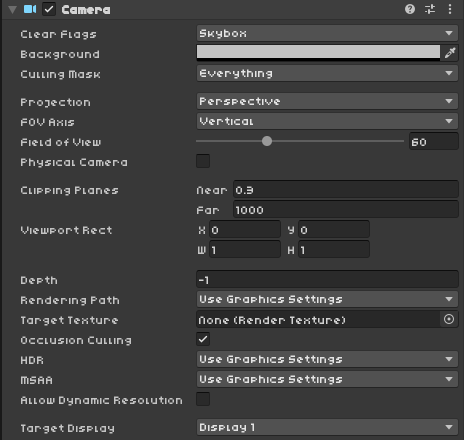 Camera
Clear Flags Skybox
Background
Culling Mask Everything
Projection Perspective
FOV Axis Vertical
Field of View 60
Physical Camera
Clipping Planes Near 0.3
Far 1000
Viewport Rect X 0 Y 0
W 1 H 1
Depth -1
Rendering Path Use Graphics Settings
Target Texture None (Render Texture)
Occlusion Culling
HDR Use Graphics Settings
MSAA Use Graphics Settings
Allow Dynamic Resolution
Target Display Display 1